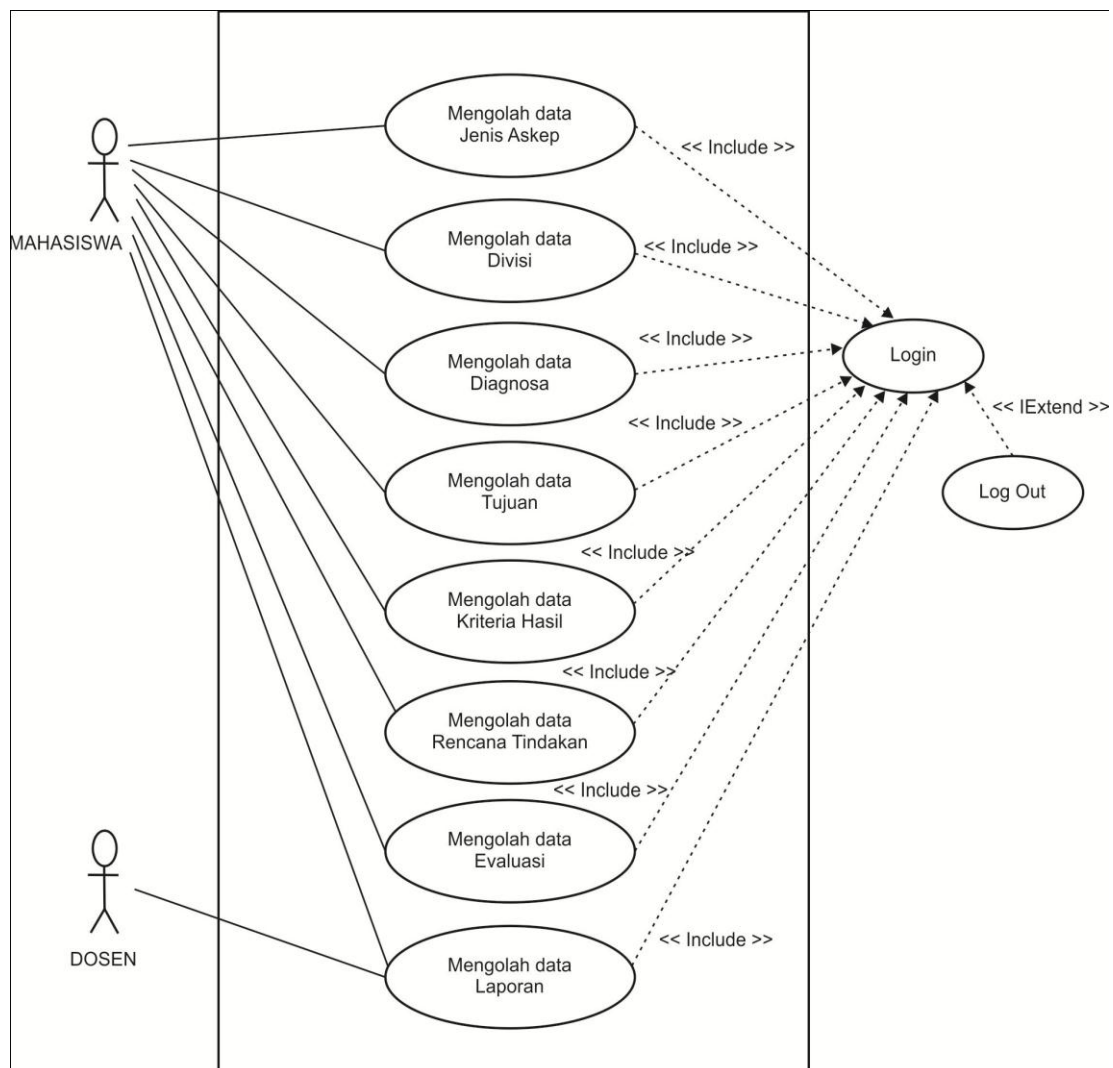 Mengolah data
Jenis Askep
<< Include >>
MAHASISWA
Mengolah data
Divisi
<< Include >>
Mengolah data
Diagnosa
<< Include >>
Login
<< IExtend >>
Log Out
Mengolah data
Tujuan
<< Include >>
Mengolah data
Kriteria Hasil
<< Include >>
Mengolah data
Rencana Tindakan
<< Include >>
Mengolah data
Evaluasi
<< Include >>
DOSEN
Mengolah data
Laporan
<< Include >>